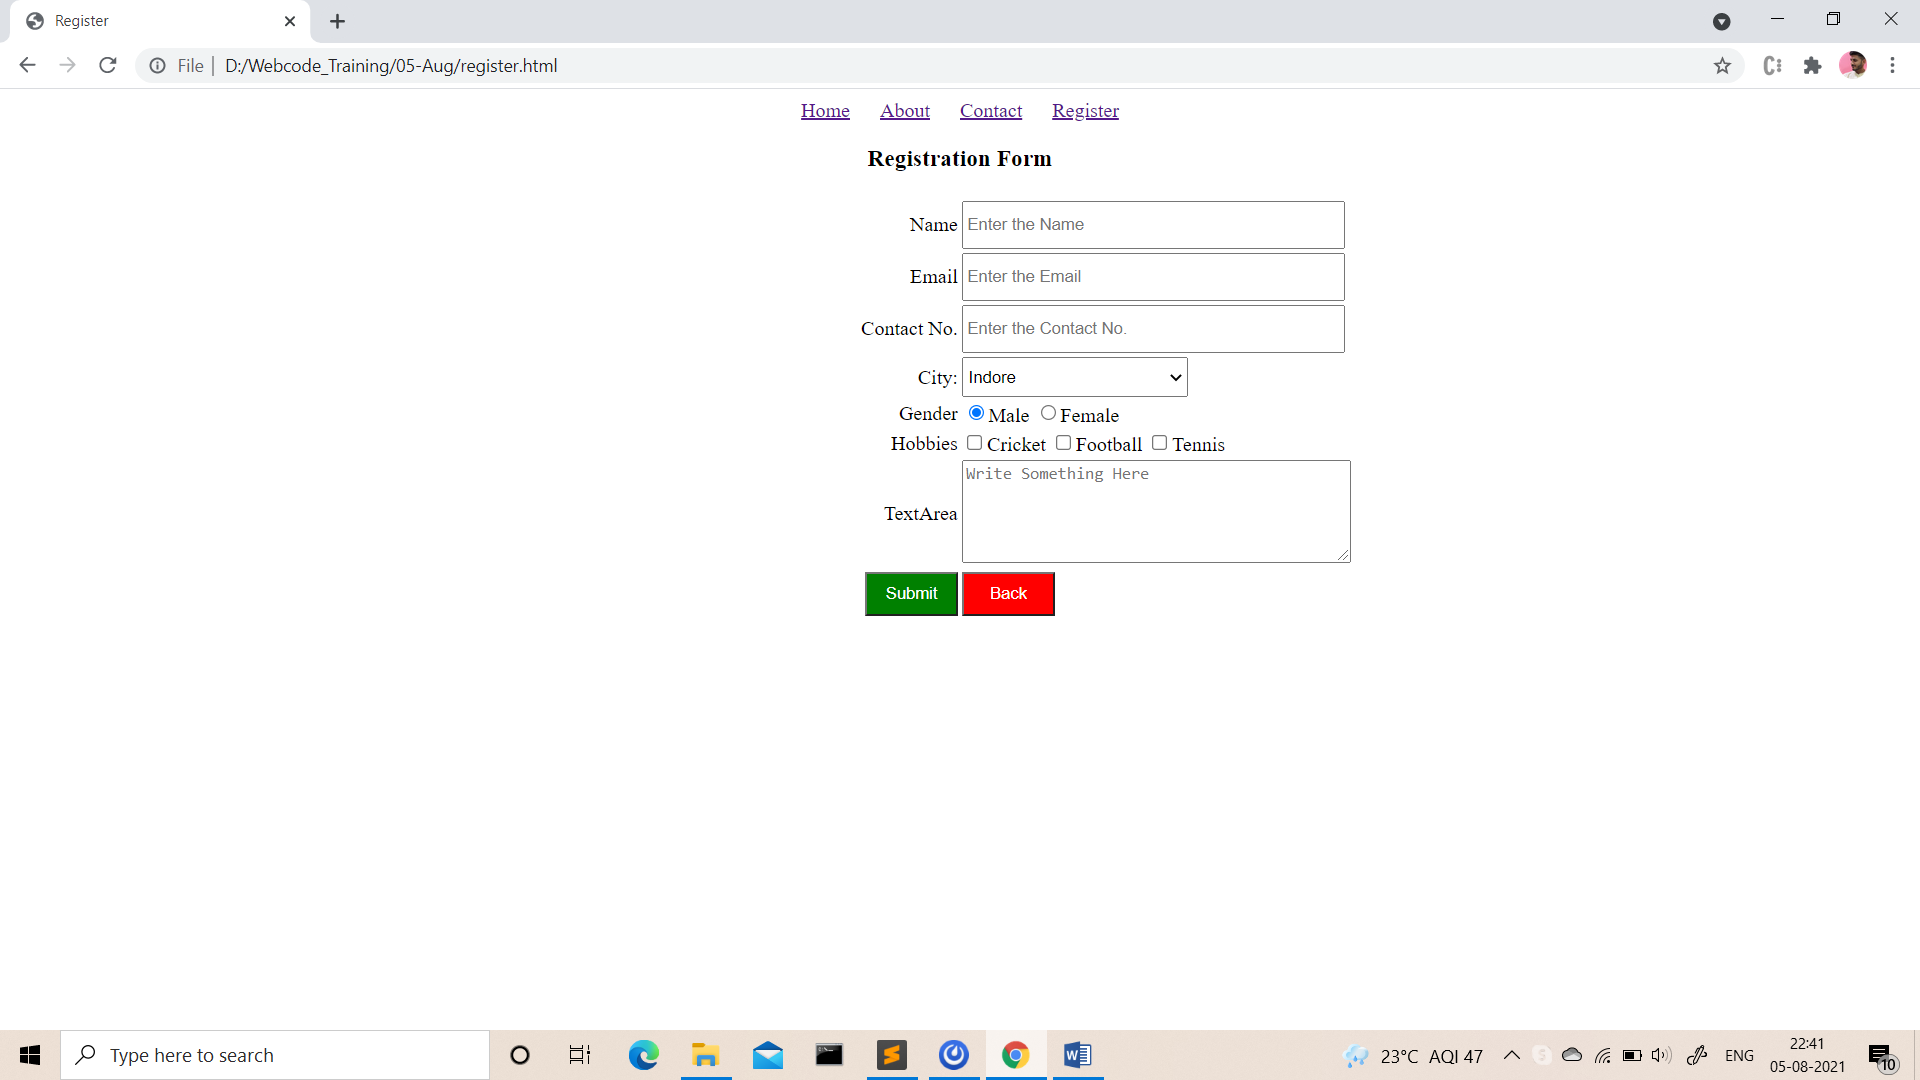 Register
File | D:/Webcode_Training/05-Aug/register.html
Home About Contact Register
Registration Form
Name Enter the Name
Email Enter the Email
Contact No. Enter the Contact No.
City: Indore
Gender Male Female
Hobbies Cricket Football Tennis
TextArea Write Something Here
Submit Back
Type here to search
23°C AQI 47
ENG
22:41
05-08-2021
10